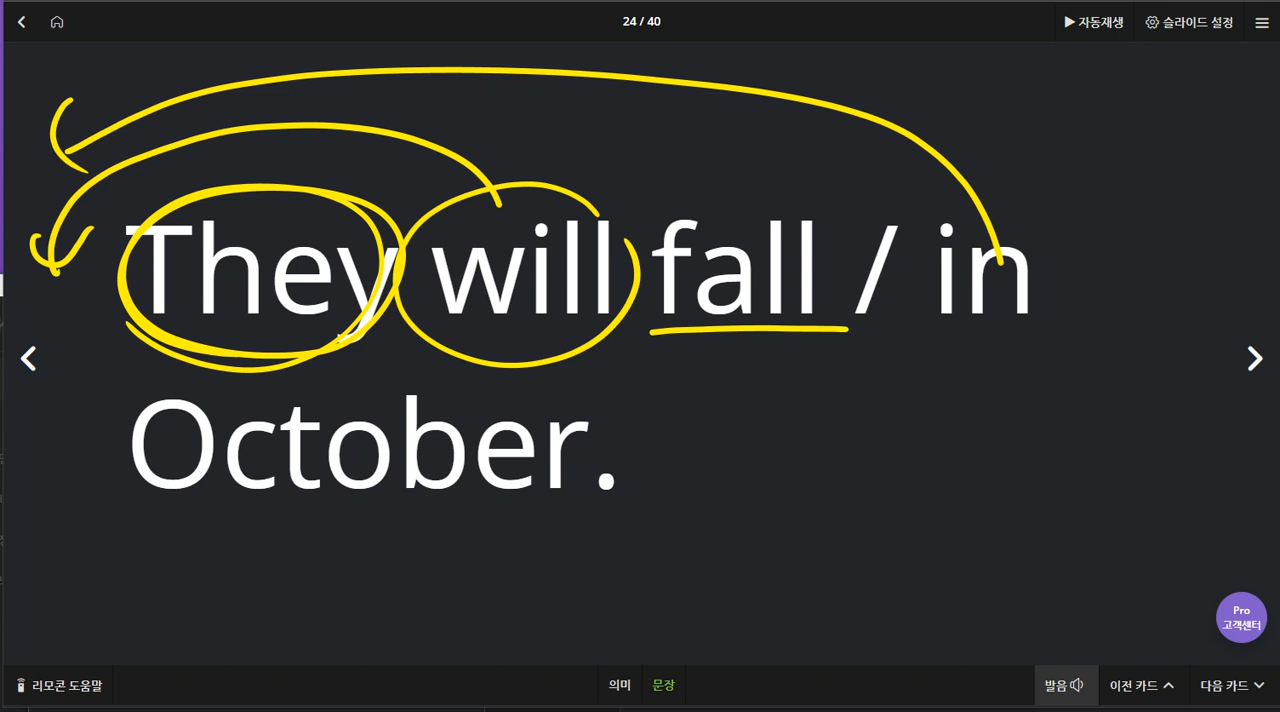 24 / 40
자동재생
슬라이드 설정
They will fall / in
October.
Pro
고객센터
리모콘 도움말
의미
문장
발음
이전 카드
다음 카드